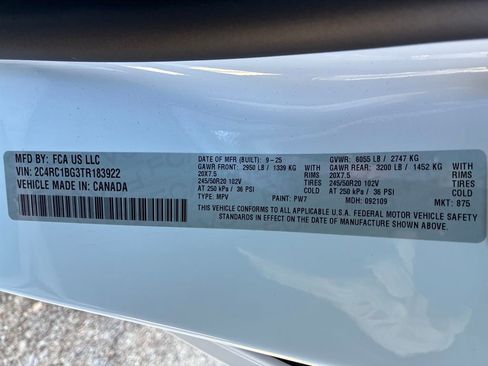 MFD BY: FCA US LLC
VIN: 2C4RC1BG3TR183922
VEHICLE MADE IN: CANADA
DATE OF MFR (BUILT): 9-25
GAWR FRONT: 2950 LB / 1339 KG WITH
20X7.5 RIMS
245/50R20 102V TIRES
AT 250 kPa / 36 PSI COLD
TYPE: MPV PAINT: PW7
GVWR: 6055 LB / 2747 KG
GAWR REAR: 3200 LB / 1452 KG WITH
20X7.5 RIMS
245/50R20 102V TIRES
AT 250 kPa / 36 PSI COLD
MDH: 092109 MKT: 875
THIS VEHICLE CONFORMS TO ALL APPLICABLE U.S.A. FEDERAL MOTOR VEHICLE SAFETY
STANDARDS IN EFFECT ON THE DATE OF MANUFACTURE SHOWN ABOVE